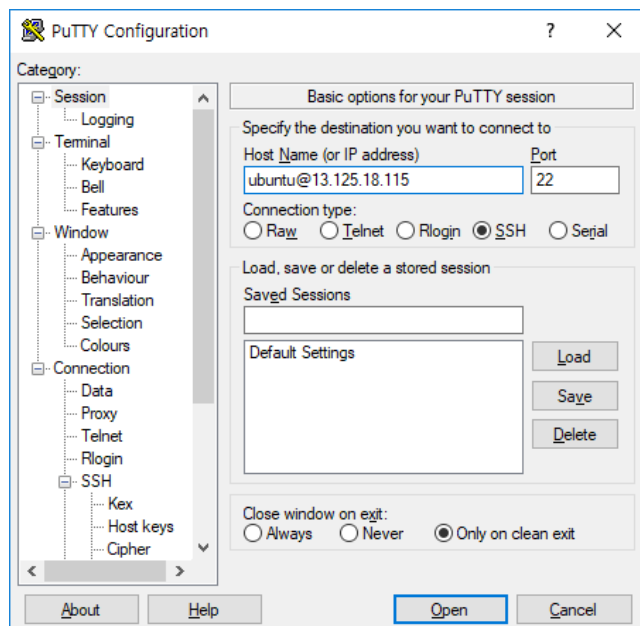 PuTTY Configuration
Category:
Session
Logging
Terminal
Keyboard
Bell
Features
Window
Appearance
Behaviour
Translation
Selection
Colours
Connection
Data
Proxy
Telnet
Rlogin
SSH
Kex
Host keys
Cipher
Basic options for your PuTTY session
Specify the destination you want to connect to
Host Name (or IP address) Port
ubuntu@13.125.18.115 22
Connection type:
Raw Telnet Rlogin SSH Serial
Load, save or delete a stored session
Saved Sessions
Default Settings
Load
Save
Delete
Close window on exit:
Always Never Only on clean exit
About Help Open Cancel